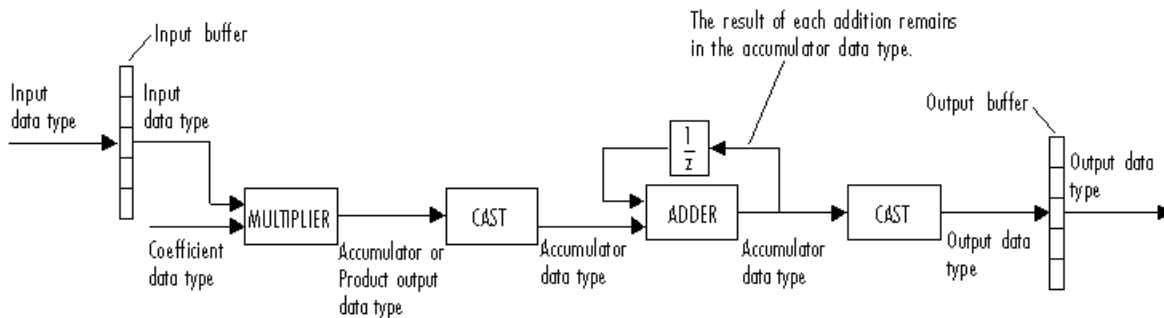 The result of each addition remains
in the accumulator data type.
Input buffer
Input
data type
Input
data type
Output buffer
1
z
Output data
type
MULTIPLIER
CAST
ADDER
CAST
Coefficient
data type
Accumulator or
Product output
data type
Accumulator
data type
Accumulator
data type
Output data
type